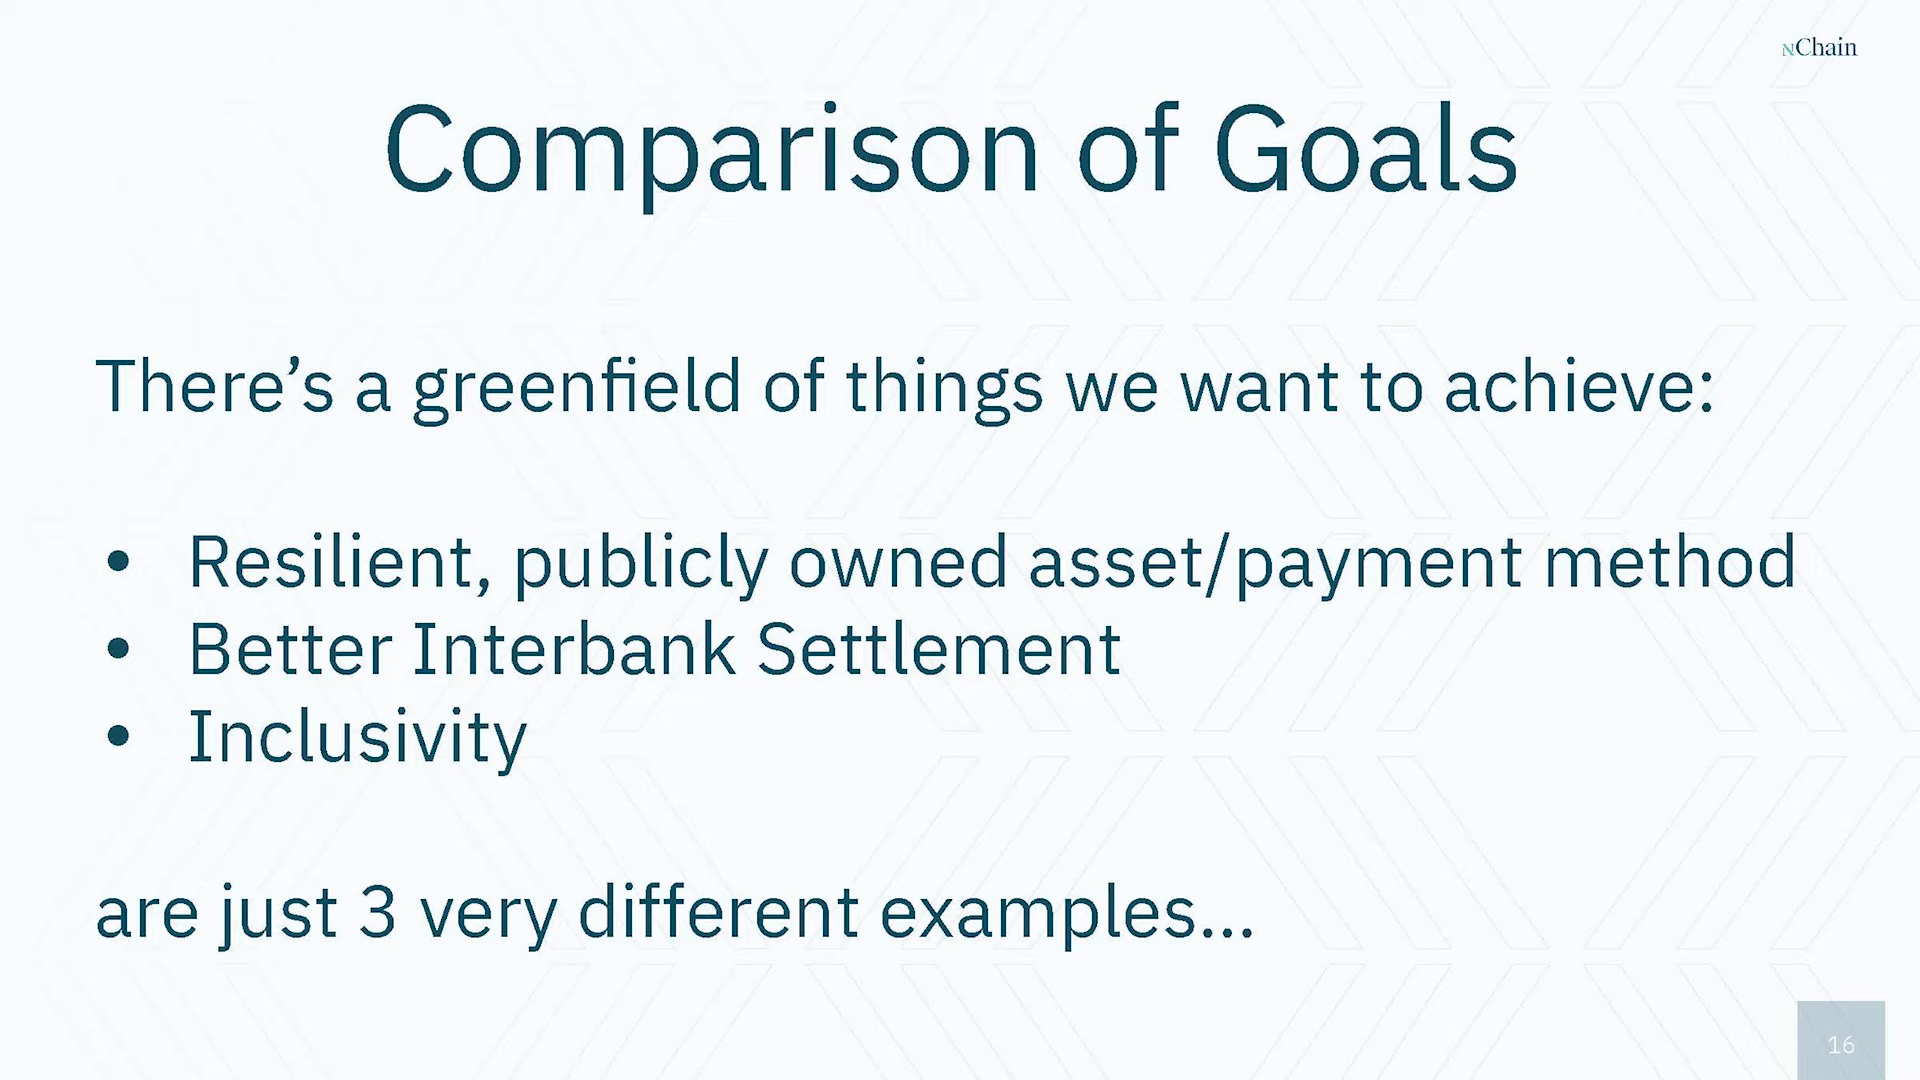 nChain
Comparison of Goals
There’s a greenfield of things we want to achieve:
• Resilient, publicly owned asset/payment method
• Better Interbank Settlement
• Inclusivity
are just 3 very different examples...
16